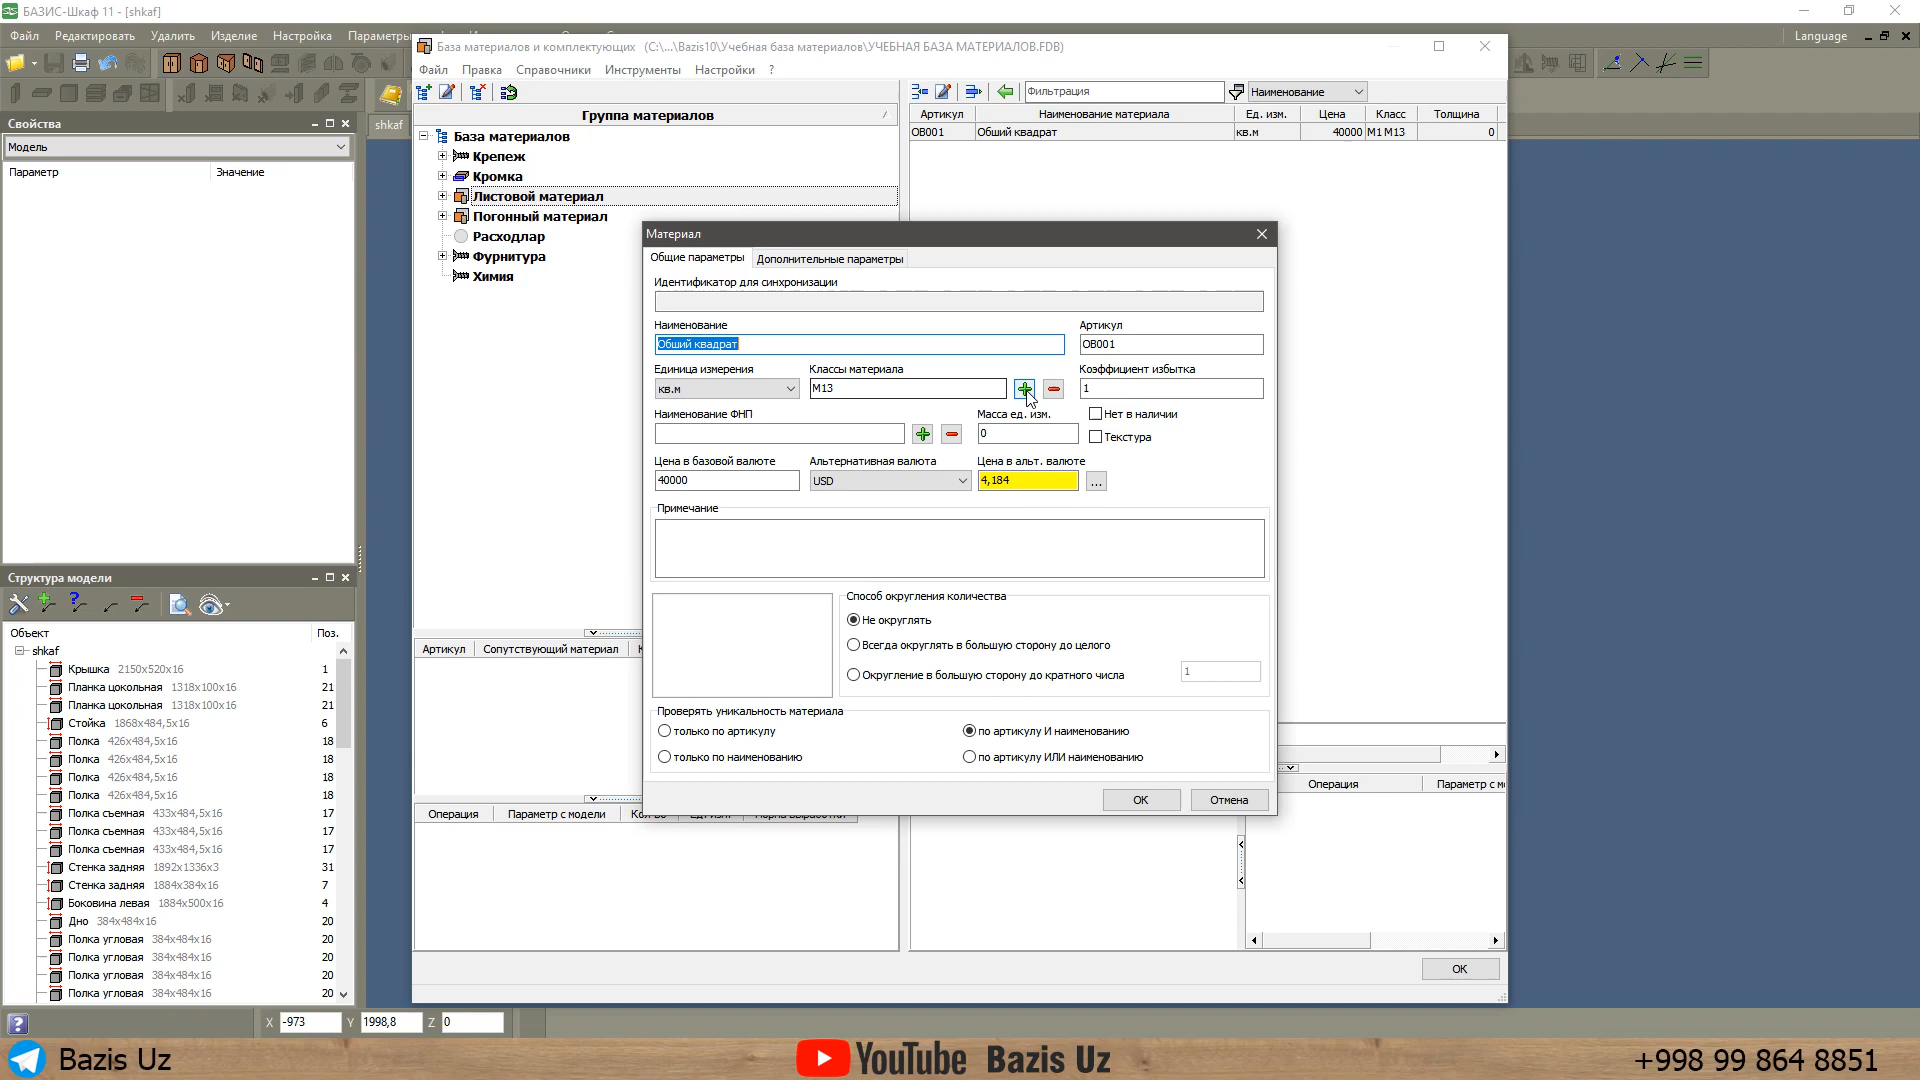 БАЗИС-Шкаф 11 - [shkaf]
Файл Редактировать Удалить Изделие Настройка Параметры
Language
База материалов и комплектующих (C:\...\Bazis10\Учебная база материалов\УЧЕБНАЯ БАЗА МАТЕРИАЛОВ.FDB)
Файл Правка Справочники Инструменты Настройки ?
Фильтрация
Наименование
Группа материалов
Артикул Наименование материала Ед. изм. Цена Класс Толщина
OB001 Обший квадрат кв.м 40000 M1 M13 0
База материалов
Крепеж
Кромка
Листовой материал
Погонный материал
Расходлар
Фурнитура
Химия
Свойства
shkaf
Модель
Параметр Значение
Материал
Общие параметры Дополнительные параметры
Идентификатор для синхронизации
Наименование Артикул
Обший квадрат OB001
Единица измерения Классы материала Коэффициент избытка
кв.м M13 1
Наименование ФНП Масса ед. изм. Нет в наличии
0 Текстура
Цена в базовой валюте Альтернативная валюта Цена в альт. валюте
40000 USD 4,184 ...
Примечание
Способ округления количества
Не округлять
Всегда округлять в большую сторону до целого
Округление в большую сторону до кратного числа 1
Проверять уникальность материала
только по артикулу по артикулу И наименованию
только по наименованию по артикулу ИЛИ наименованию
OK Отмена
Артикул Сопутствующий материал
Операция Параметр с модели
Операция Параметр с м
OK
Структура модели
Объект Поз.
shkaf
Крышка 2150x520x16 1
Планка цокольная 1318x100x16 21
Планка цокольная 1318x100x16 21
Стойка 1868x484,5x16 6
Полка 426x484,5x16 18
Полка 426x484,5x16 18
Полка 426x484,5x16 18
Полка 426x484,5x16 18
Полка съемная 433x484,5x16 17
Полка съемная 433x484,5x16 17
Полка съемная 433x484,5x16 17
Стенка задняя 1892x1336x3 31
Стенка задняя 1884x384x16 7
Боковина левая 1884x500x16 4
Дно 384x484x16 20
Полка угловая 384x484x16 20
Полка угловая 384x484x16 20
Полка угловая 384x484x16 20
Полка угловая 384x484x16 20
X -973 Y 1998,8 Z 0
Bazis Uz
YouTube Bazis Uz
+998 99 864 8851